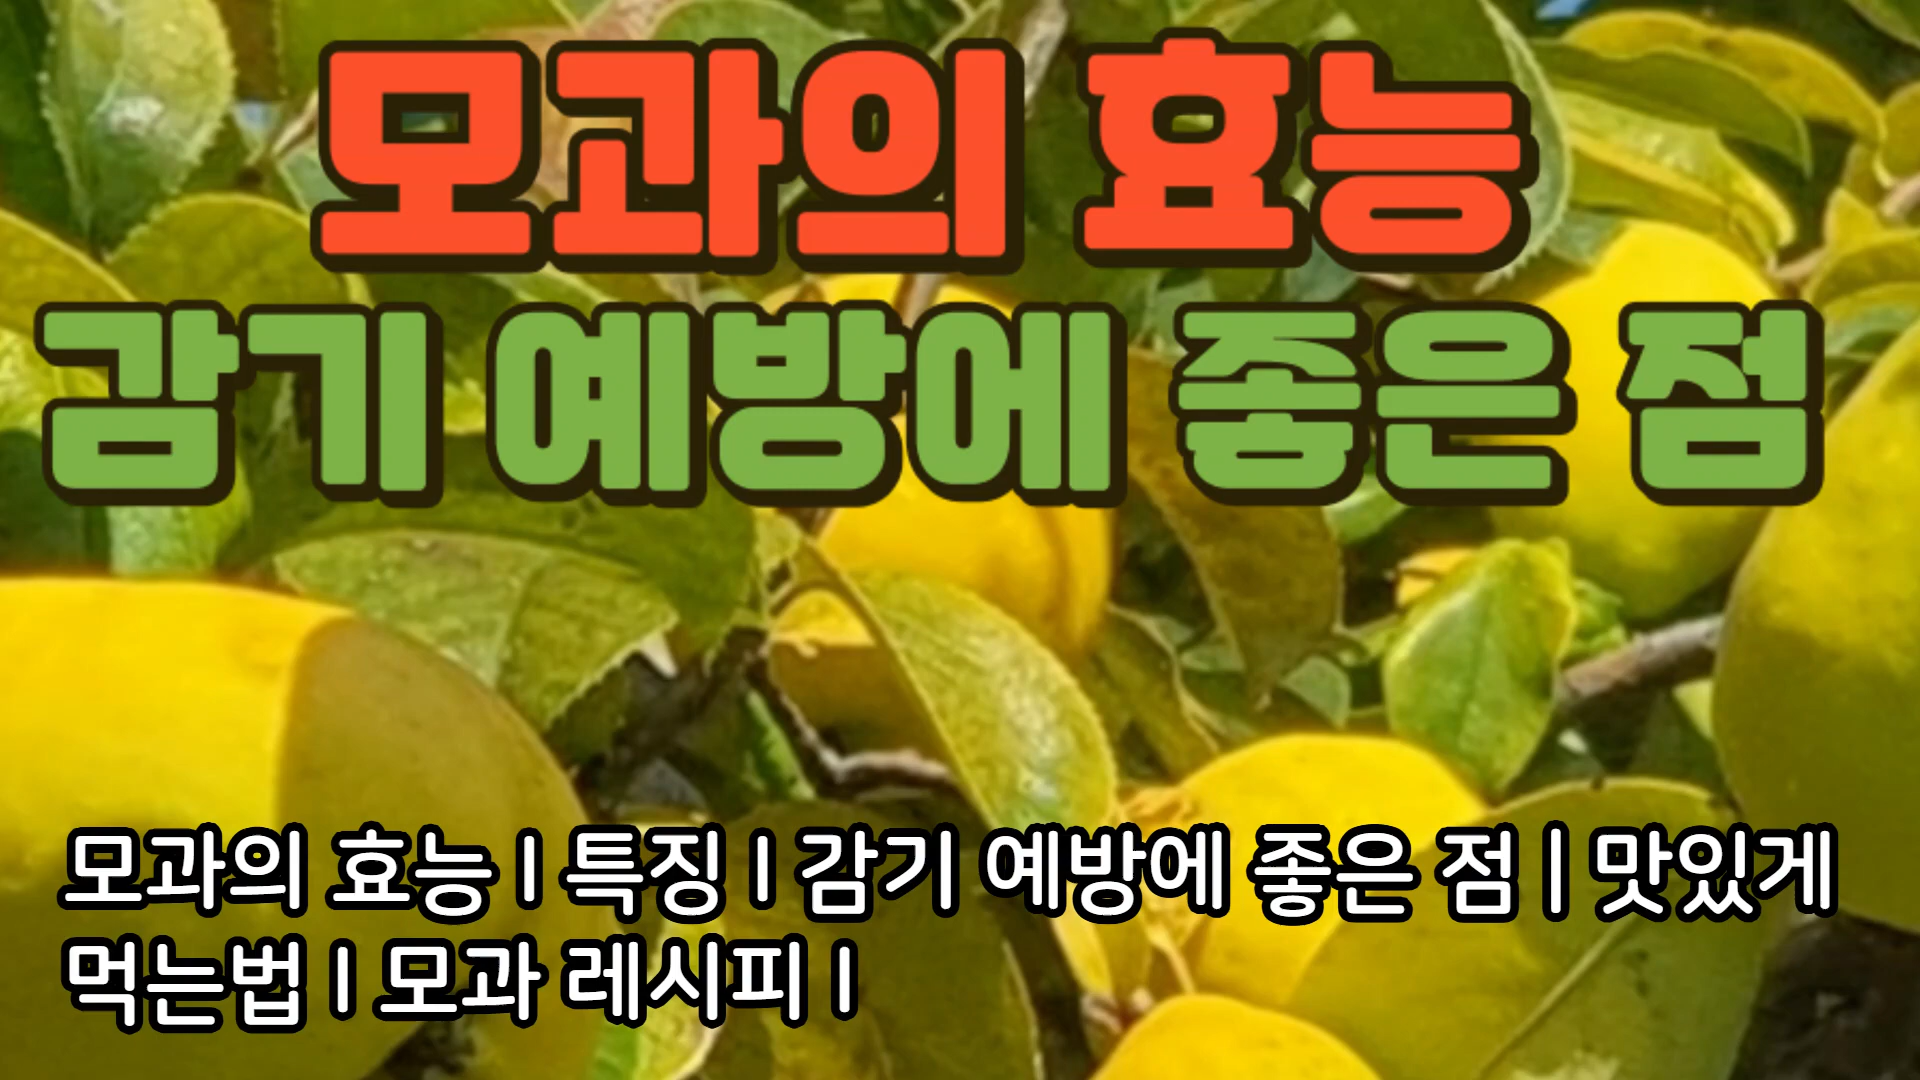 모과의 효능
감기 예방에 좋은 점
모과의 효능 | 특징 | 감기 예방에 좋은 점 | 맛있게
먹는법 | 모과 레시피 |